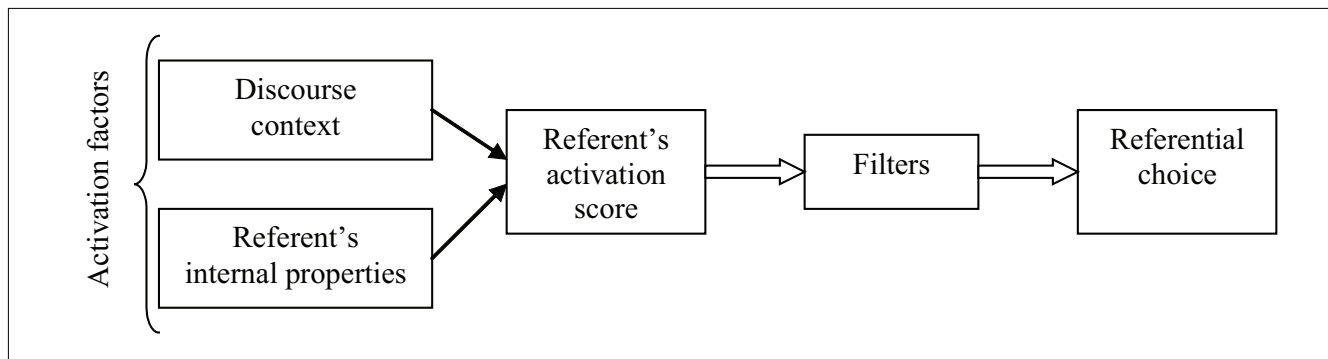 Activation factors
Discourse
context
Referent’s
internal properties
Referent’s
activation
score
Filters
Referential
choice